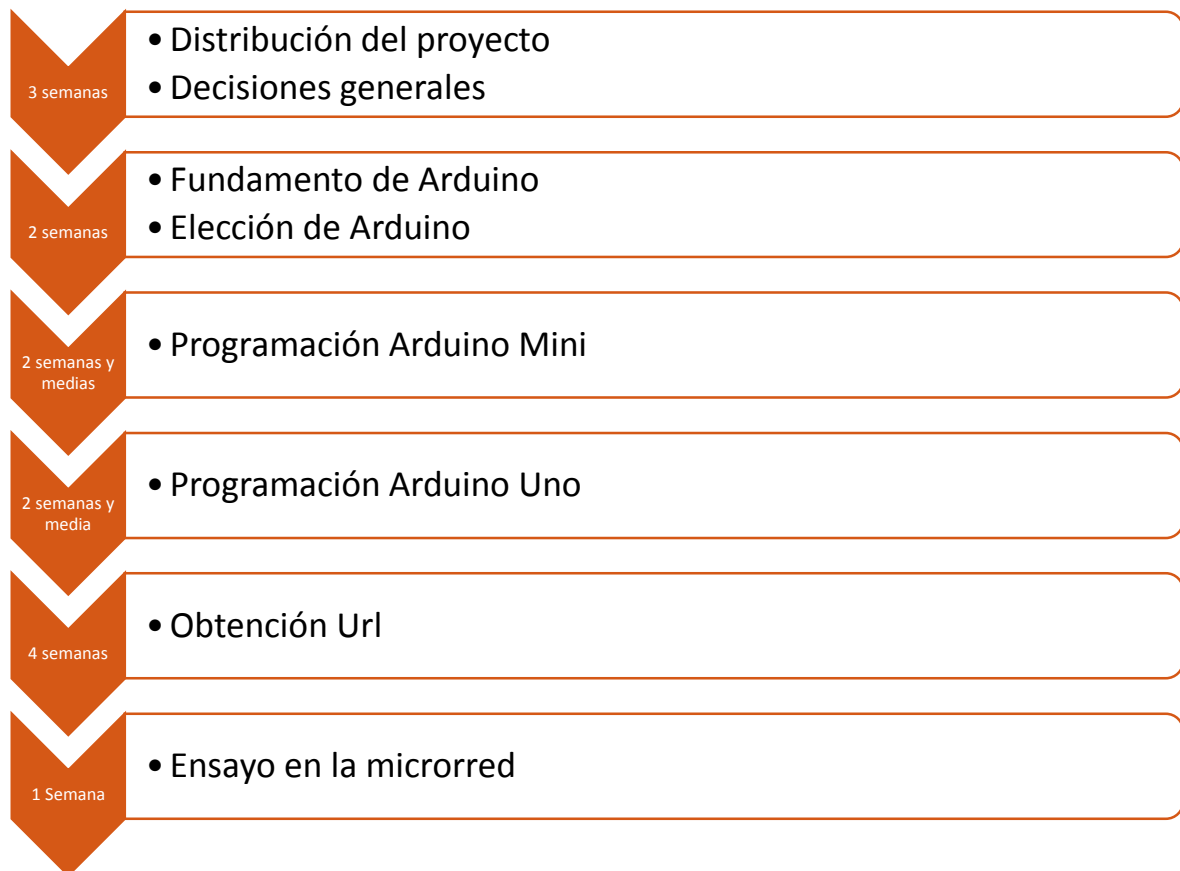 3 semanas
• Distribución del proyecto
• Decisiones generales
2 semanas
• Fundamento de Arduino
• Elección de Arduino
2 semanas y
medias
• Programación Arduino Mini
2 semanas y
media
• Programación Arduino Uno
4 semanas
• Obtención Url
1 Semana
• Ensayo en la microrred